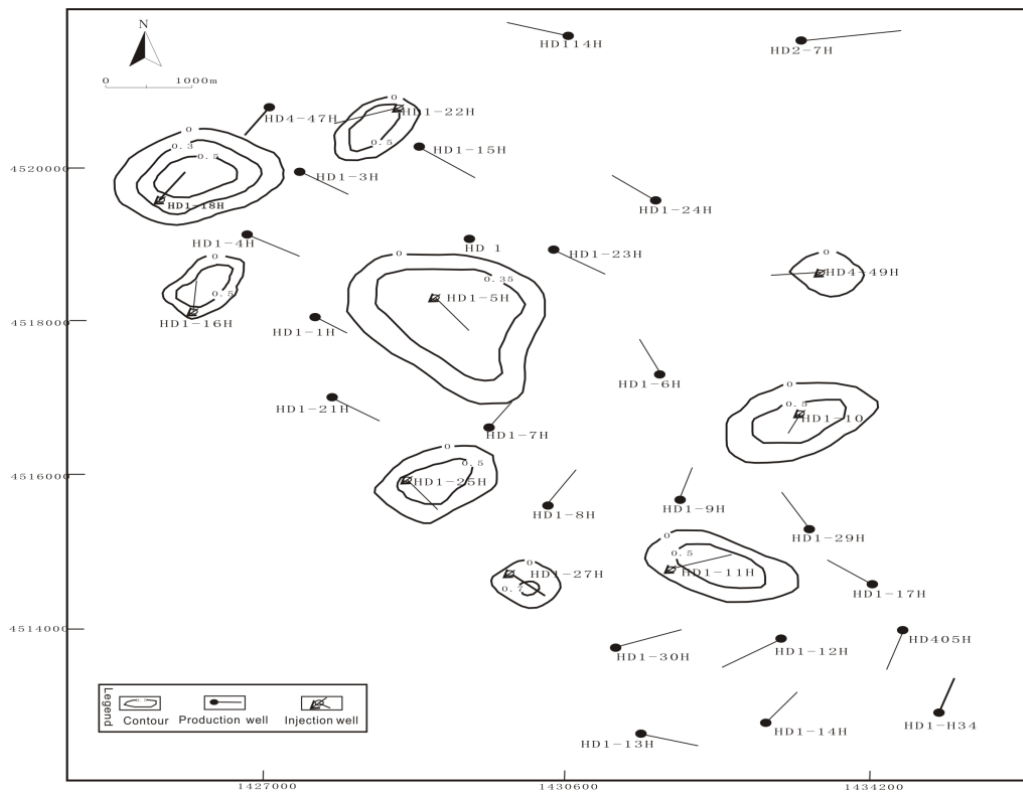 N
HD114H
HD2-7H
0 1000m
0
HD1-22H
HD4-47H
0
0.3
0.5
0.5
HD1-15H
4520000
HD1-3H
HD1-18H
HD1-24H
HD1-4H
HD 1
HD1-23H
0
0
0
HD4-49H
0.35
0.5
HD1-5H
4518000
HD1-16H
HD1-1H
HD1-6H
0
0.5
HD1-21H
HD1-10
HD1-7H
0
0.5
4516000
HD1-25H
HD1-8H
HD1-9H
HD1-29H
0
0.5
0
HD1-27H
HD1-11H
HD1-17H
4514000
HD405H
HD1-30H
HD1-12H
Legend
Contour
Production well
Injection well
HD1-H34
HD1-14H
HD1-13H
1427000
1430600
1434200